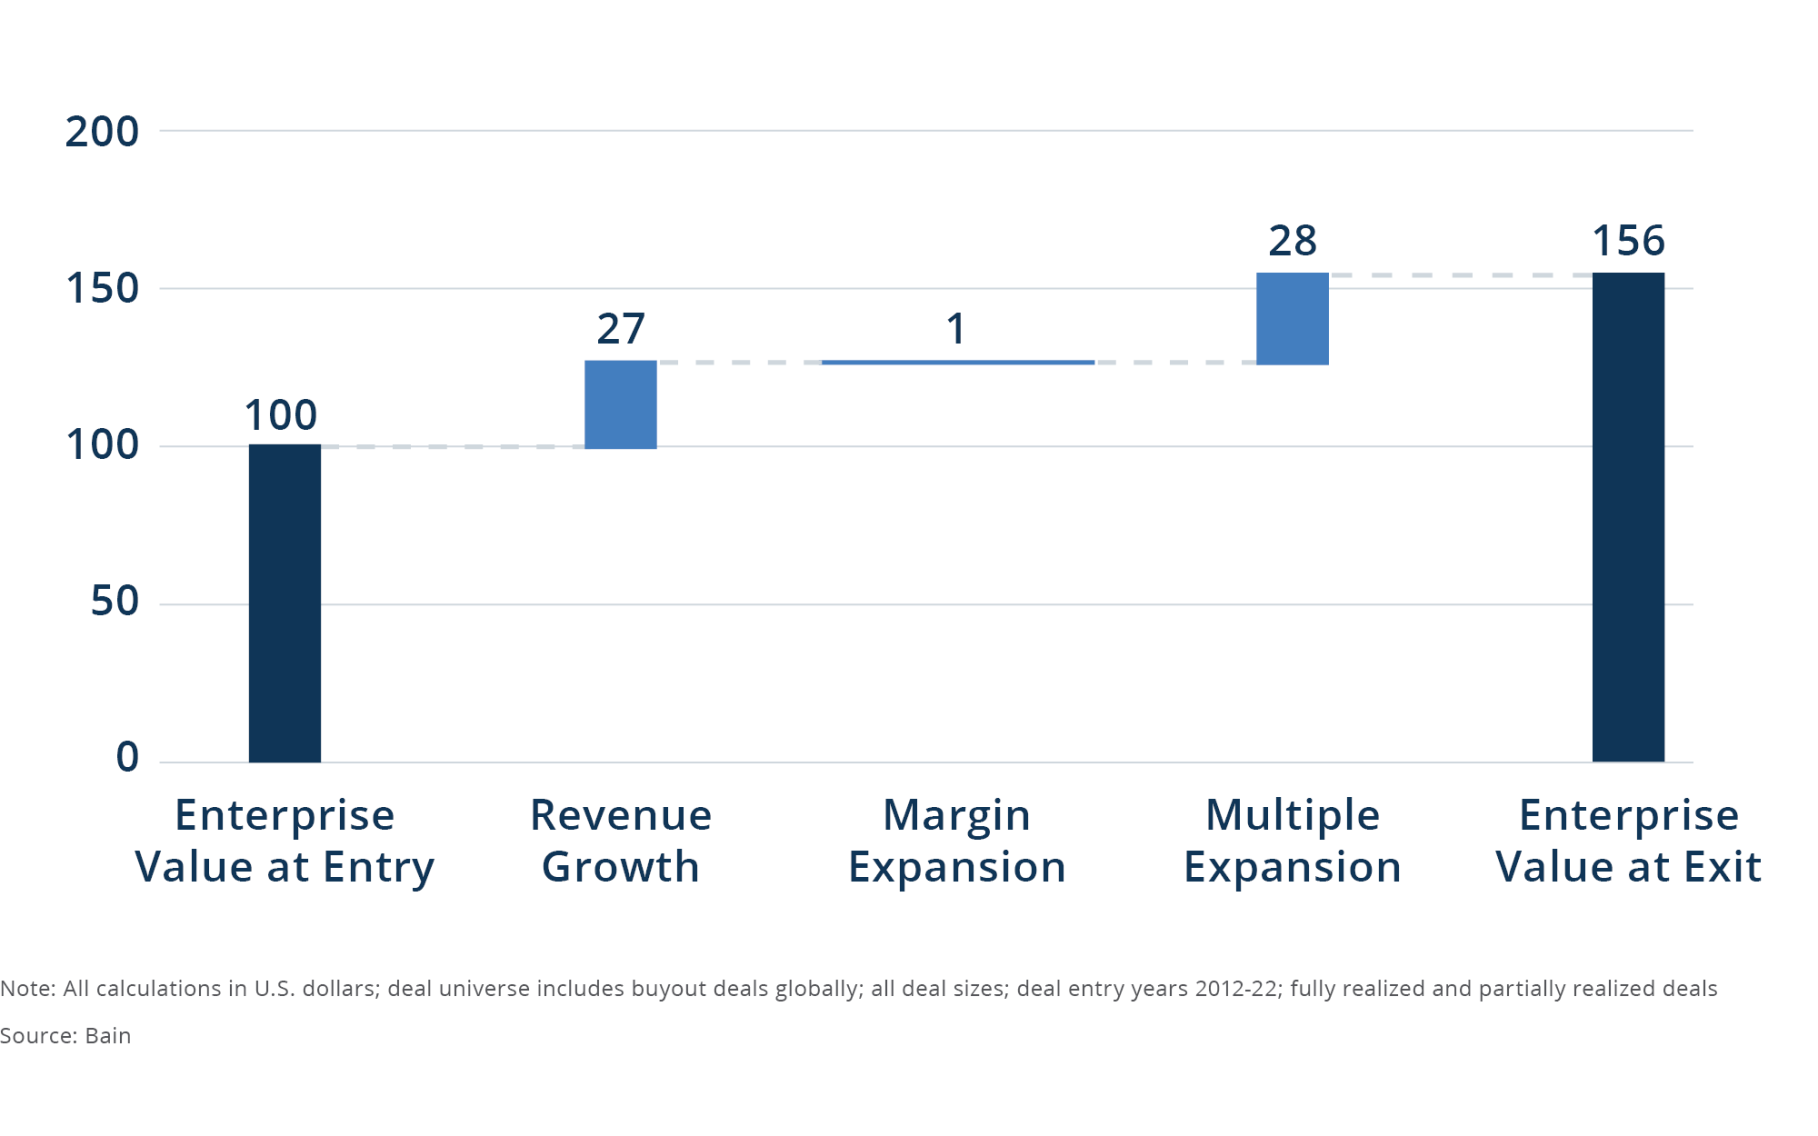 200
150
100
50
0
100
27
1
28
156
Enterprise
Value at Entry
Revenue
Growth
Margin
Expansion
Multiple
Expansion
Enterprise
Value at Exit
Note: All calculations in U.S. dollars; deal universe includes buyout deals globally; all deal sizes; deal entry years 2012-22; fully realized and partially realized deals
Source: Bain